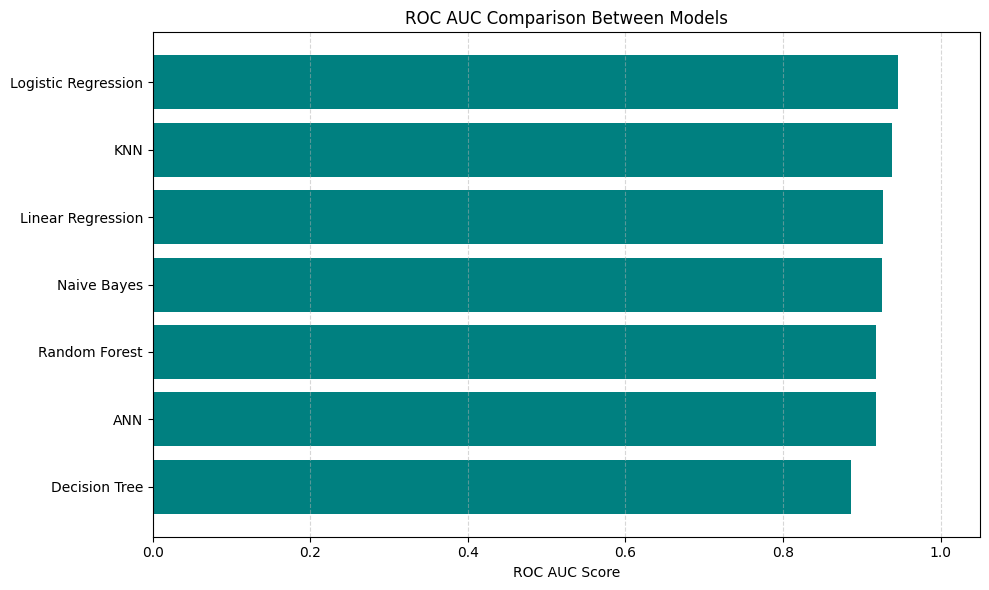 ROC AUC Comparison Between Models
Logistic Regression
KNN
Linear Regression
Naive Bayes
Random Forest
ANN
Decision Tree
0.0 0.2 0.4 0.6 0.8 1.0
ROC AUC Score